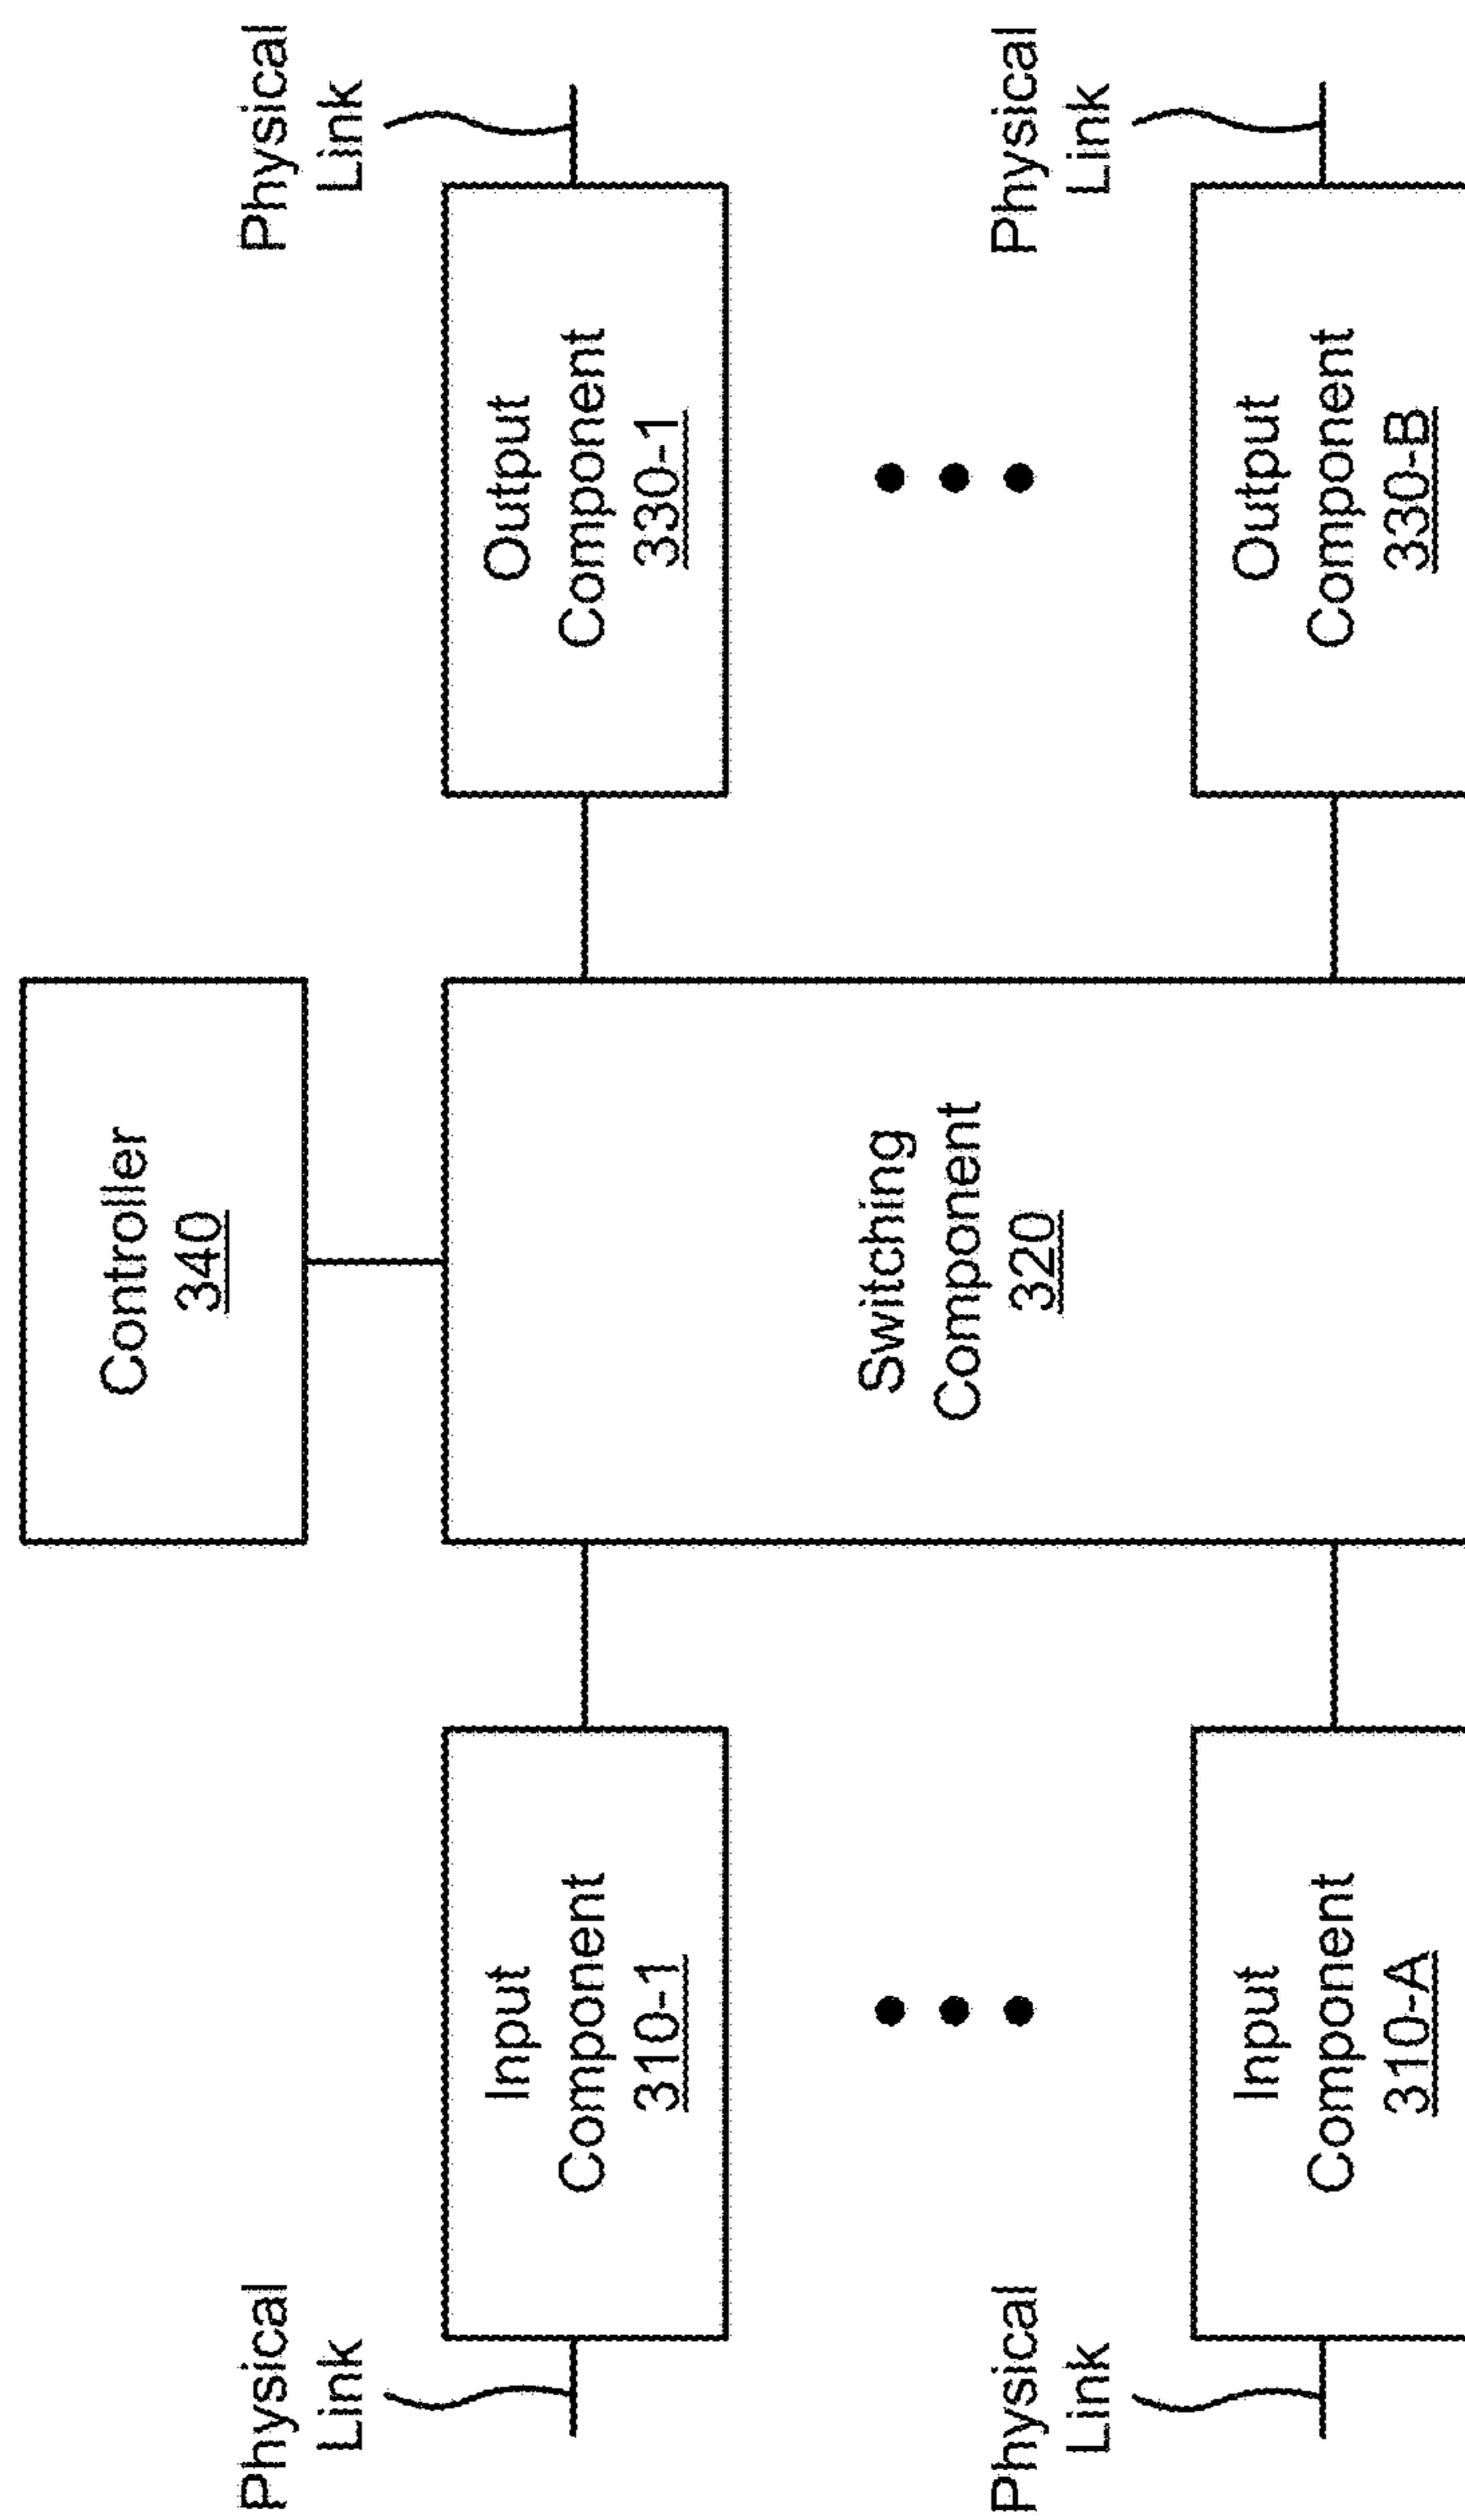 Controller
340
Physical
Link
Input
Component
310-1
Switching
Component
320
Output
Component
330-1
Physical
Link
Physical
Link
Input
Component
310-A
Output
Component
330-B
Physical
Link